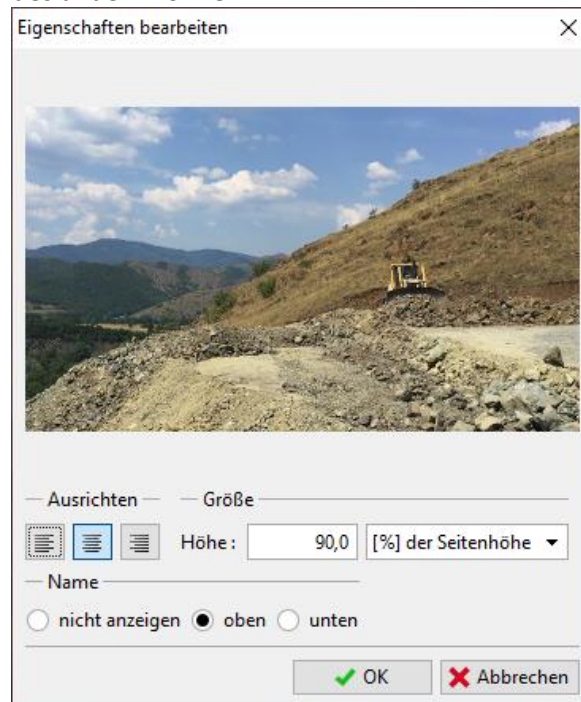 Eigenschaften bearbeiten
Ausrichten
Größe
Höhe :
90,0
[%] der Seitenhöhe
Name
nicht anzeigen
oben
unten
OK
Abbrechen